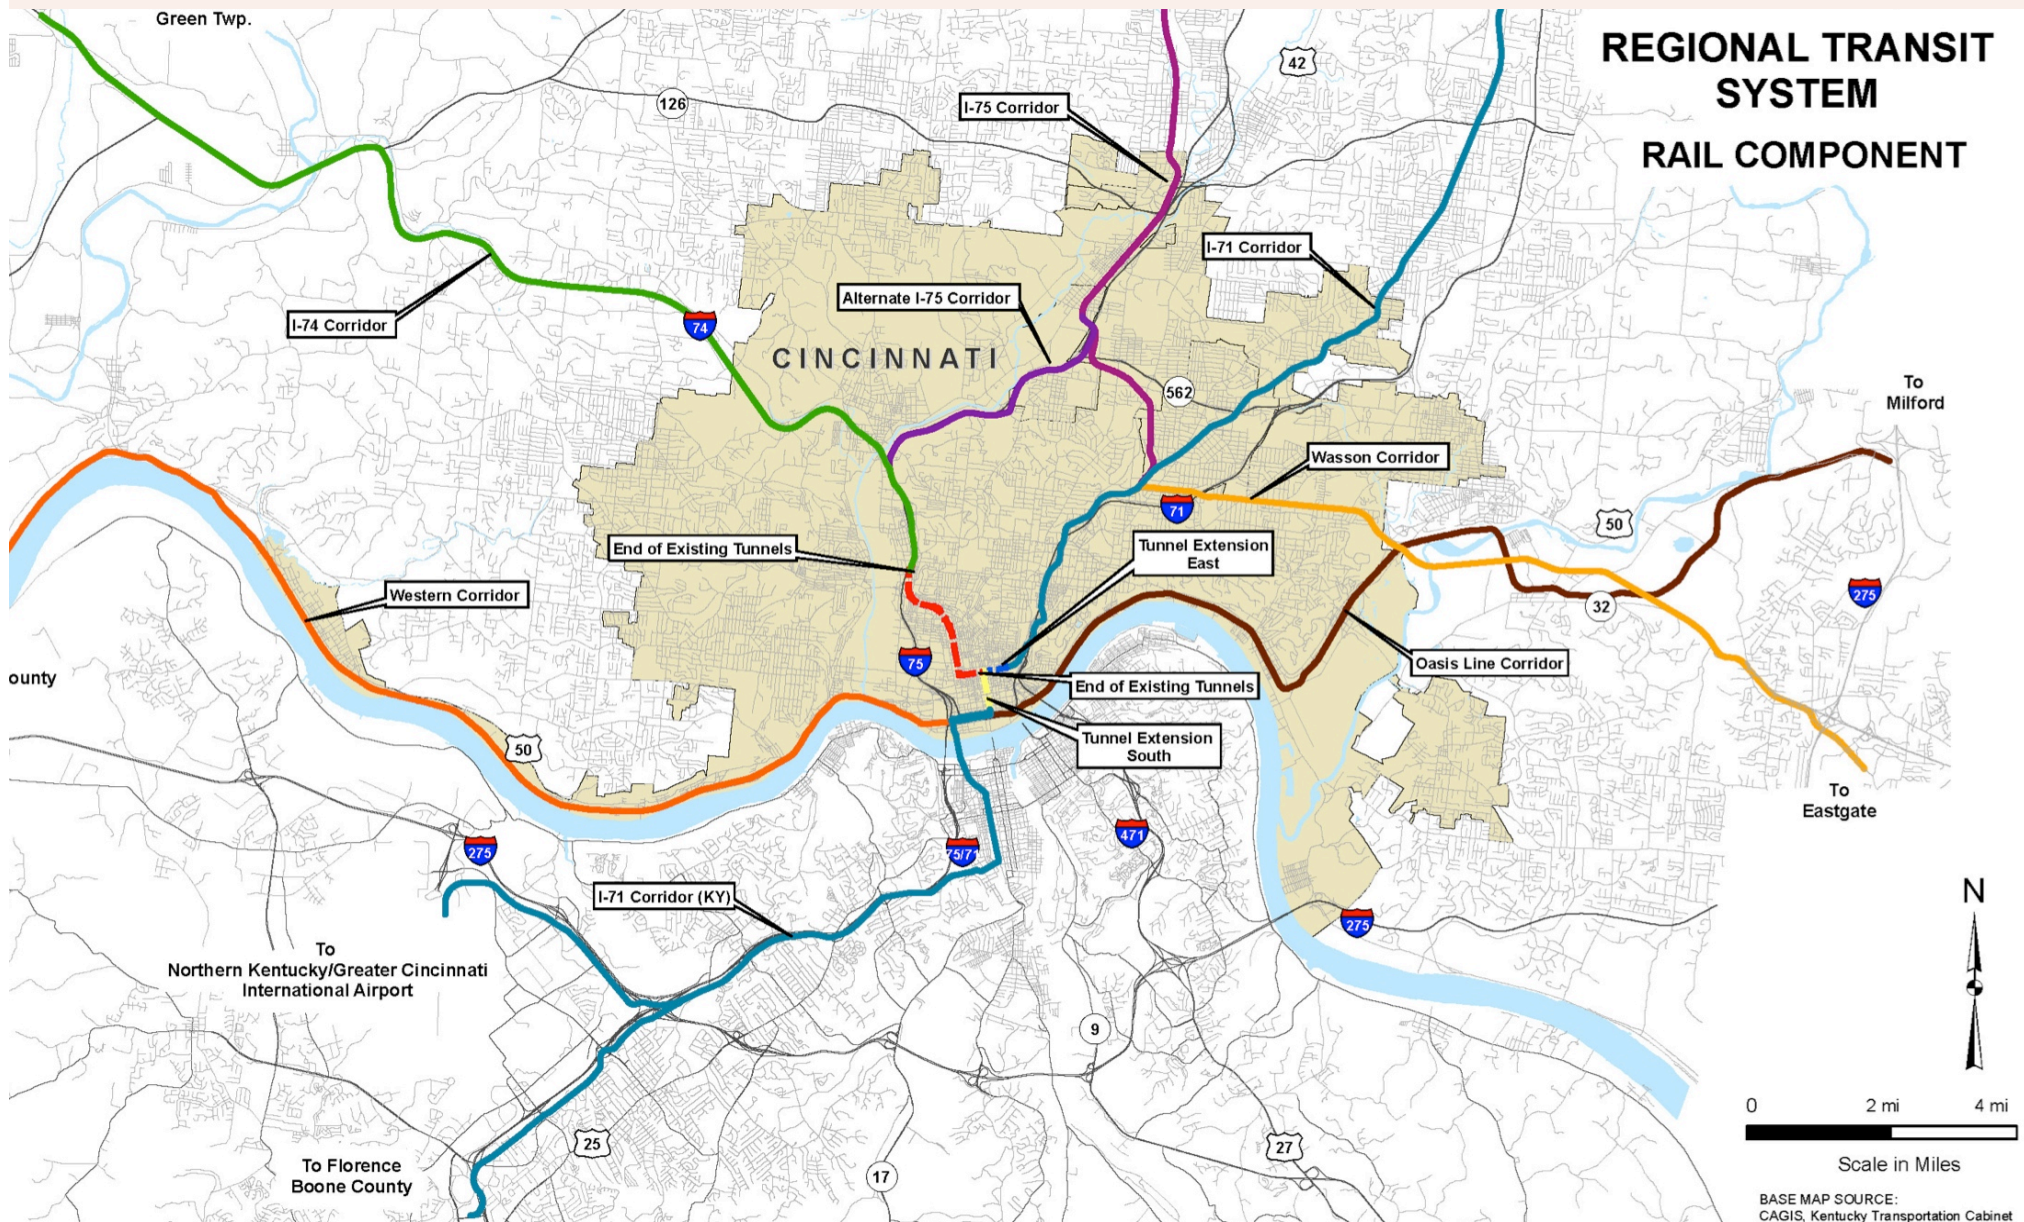 Green Twp.
REGIONAL TRANSIT
SYSTEM
RAIL COMPONENT
42
126
I-75 Corridor
I-71 Corridor
Alternate I-75 Corridor
I-74 Corridor
74
CINCINNATI
562
To
Milford
Wasson Corridor
71
50
End of Existing Tunnels
Tunnel Extension
East
Western Corridor
275
32
75
Oasis Line Corridor
ounty
End of Existing Tunnels
50
Tunnel Extension
South
To
Eastgate
275
75/71
471
I-71 Corridor (KY)
275
N
To
Northern Kentucky/Greater Cincinnati
International Airport
9
25
27
17
To Florence
Boone County
0 2 mi 4 mi
Scale in Miles
BASE MAP SOURCE:
CAGIS, Kentucky Transportation Cabinet